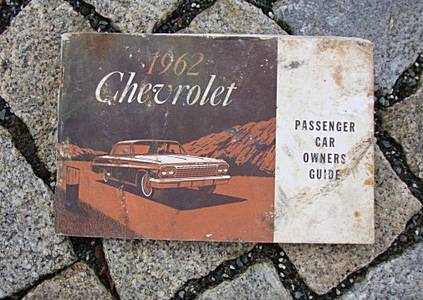 1962
Chevrolet
PASSENGER
CAR
OWNERS
GUIDE